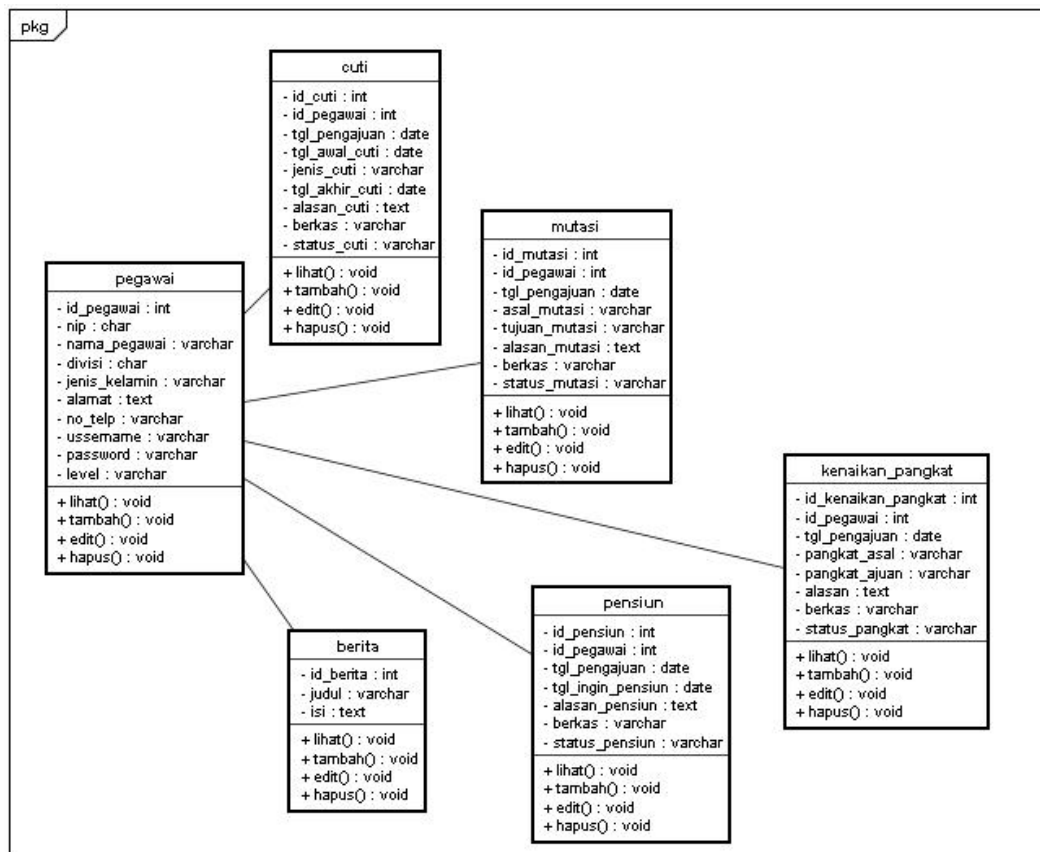 pkg
cuti
- id_cuti : int
- id_pegawai : int
- tgl_pengajuan : date
- tgl_awal_cuti : date
- jenis_cuti : varchar
- tgl_akhir_cuti : date
- alasan_cuti : text
- berkas : varchar
- status_cuti : varchar
+ lihat() : void
+ tambah() : void
+ edit() : void
+ hapus() : void
mutasi
- id_mutasi : int
- id_pegawai : int
- tgl_pengajuan : date
- asal_mutasi : varchar
- tujuan_mutasi : varchar
- alasan_mutasi : text
- berkas : varchar
- status_mutasi : varchar
+ lihat() : void
+ tambah() : void
+ edit() : void
+ hapus() : void
pegawai
- id_pegawai : int
- nip : char
- nama_pegawai : varchar
- divisi : char
- jenis_kelamin : varchar
- alamat : text
- no_telp : varchar
- ussername : varchar
- password : varchar
- level : varchar
+ lihat() : void
+ tambah() : void
+ edit() : void
+ hapus() : void
kenaikan_pangkat
- id_kenaikan_pangkat : int
- id_pegawai : int
- tgl_pengajuan : date
- pangkat_asal : varchar
- pangkat_ajuan : varchar
- alasan : text
- berkas : varchar
- status_pangkat : varchar
+ lihat() : void
+ tambah() : void
+ edit() : void
+ hapus() : void
pensiun
- id_pensiun : int
- id_pegawai : int
- tgl_pengajuan : date
- tgl_ingin_pensiun : date
- alasan_pensiun : text
- berkas : varchar
- status_pensiun : varchar
+ lihat() : void
+ tambah() : void
+ edit() : void
+ hapus() : void
berita
- id_berita : int
- judul : varchar
- isi : text
+ lihat() : void
+ tambah() : void
+ edit() : void
+ hapus() : void